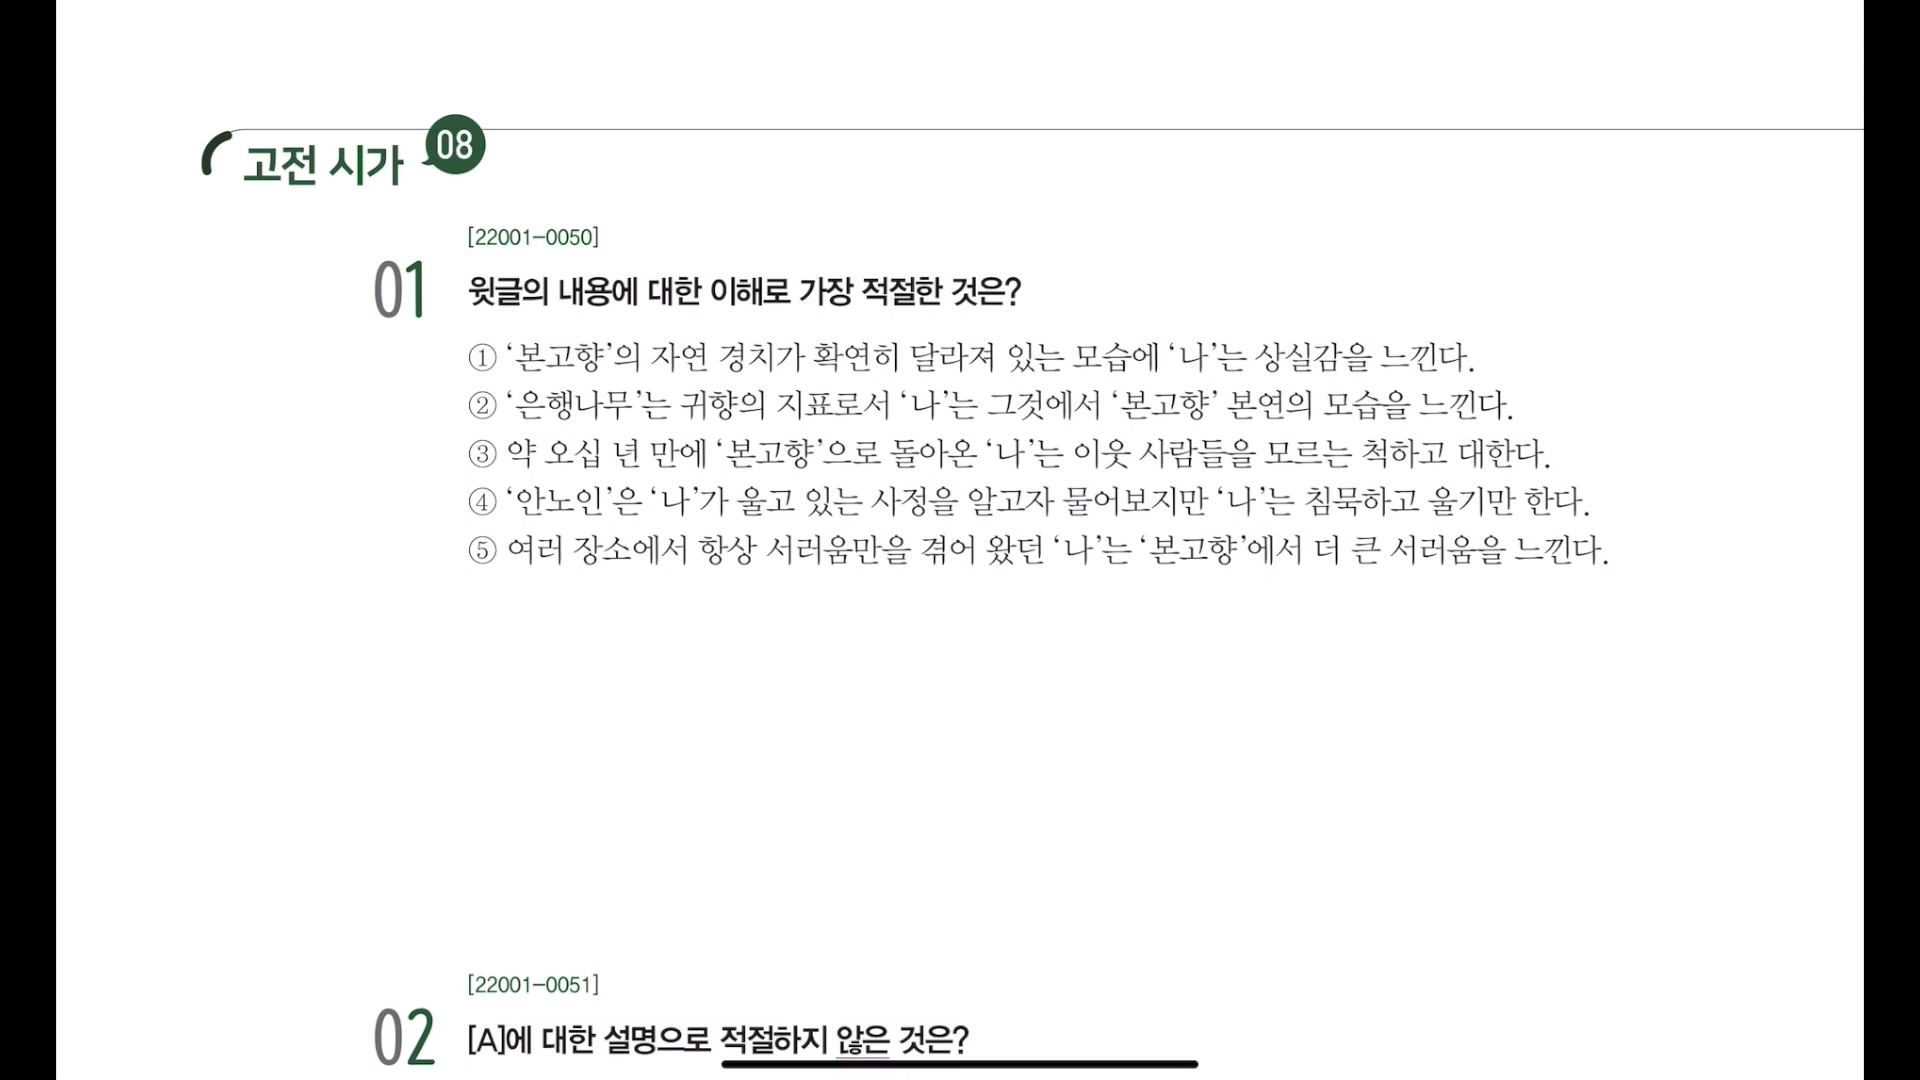 고전 시가 08
[22001-0050]
01 윗글의 내용에 대한 이해로 가장 적절한 것은?
① ‘본고향’의 자연 경치가 확연히 달라져 있는 모습에 ‘나’는 상실감을 느낀다.
② ‘은행나무’는 귀향의 지표로서 ‘나’는 그것에서 ‘본고향’ 본연의 모습을 느낀다.
③ 약 오십 년 만에 ‘본고향’으로 돌아온 ‘나’는 이웃 사람들을 모르는 척하고 대한다.
④ ‘안노인’은 ‘나’가 울고 있는 사정을 알고자 물어보지만 ‘나’는 침묵하고 울기만 한다.
⑤ 여러 장소에서 항상 서러움만을 겪어 왔던 ‘나’는 ‘본고향’에서 더 큰 서러움을 느낀다.
[22001-0051]
02 [A]에 대한 설명으로 적절하지 않은 것은?